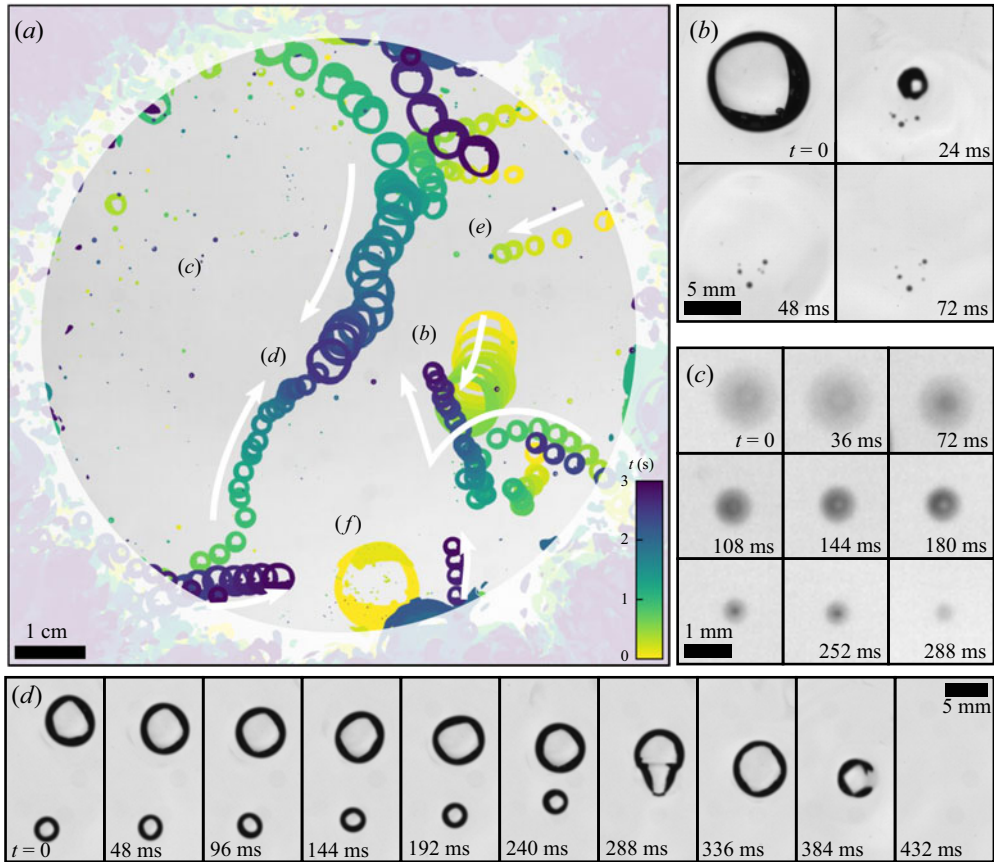 (a)
(c)
(e)
(b)
(d)
(f)
t (s)
3
2
1
0
1 cm
(b)
t = 0
24 ms
48 ms
72 ms
5 mm
(c)
t = 0
36 ms
72 ms
108 ms
144 ms
180 ms
252 ms
288 ms
1 mm
(d)
5 mm
t = 0
48 ms
96 ms
144 ms
192 ms
240 ms
288 ms
336 ms
384 ms
432 ms